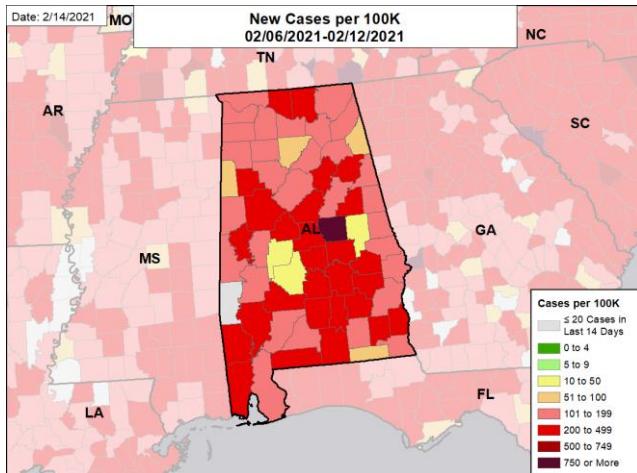 Date: 2/14/2021
New Cases per 100K
02/06/2021-02/12/2021
MO
TN
NC
AR
SC
AL
MS
GA
LA
FL
Cases per 100K
≤ 20 Cases in
Last 14 Days
0 to 4
5 to 9
10 to 50
51 to 100
101 to 199
200 to 499
500 to 749
750 or More